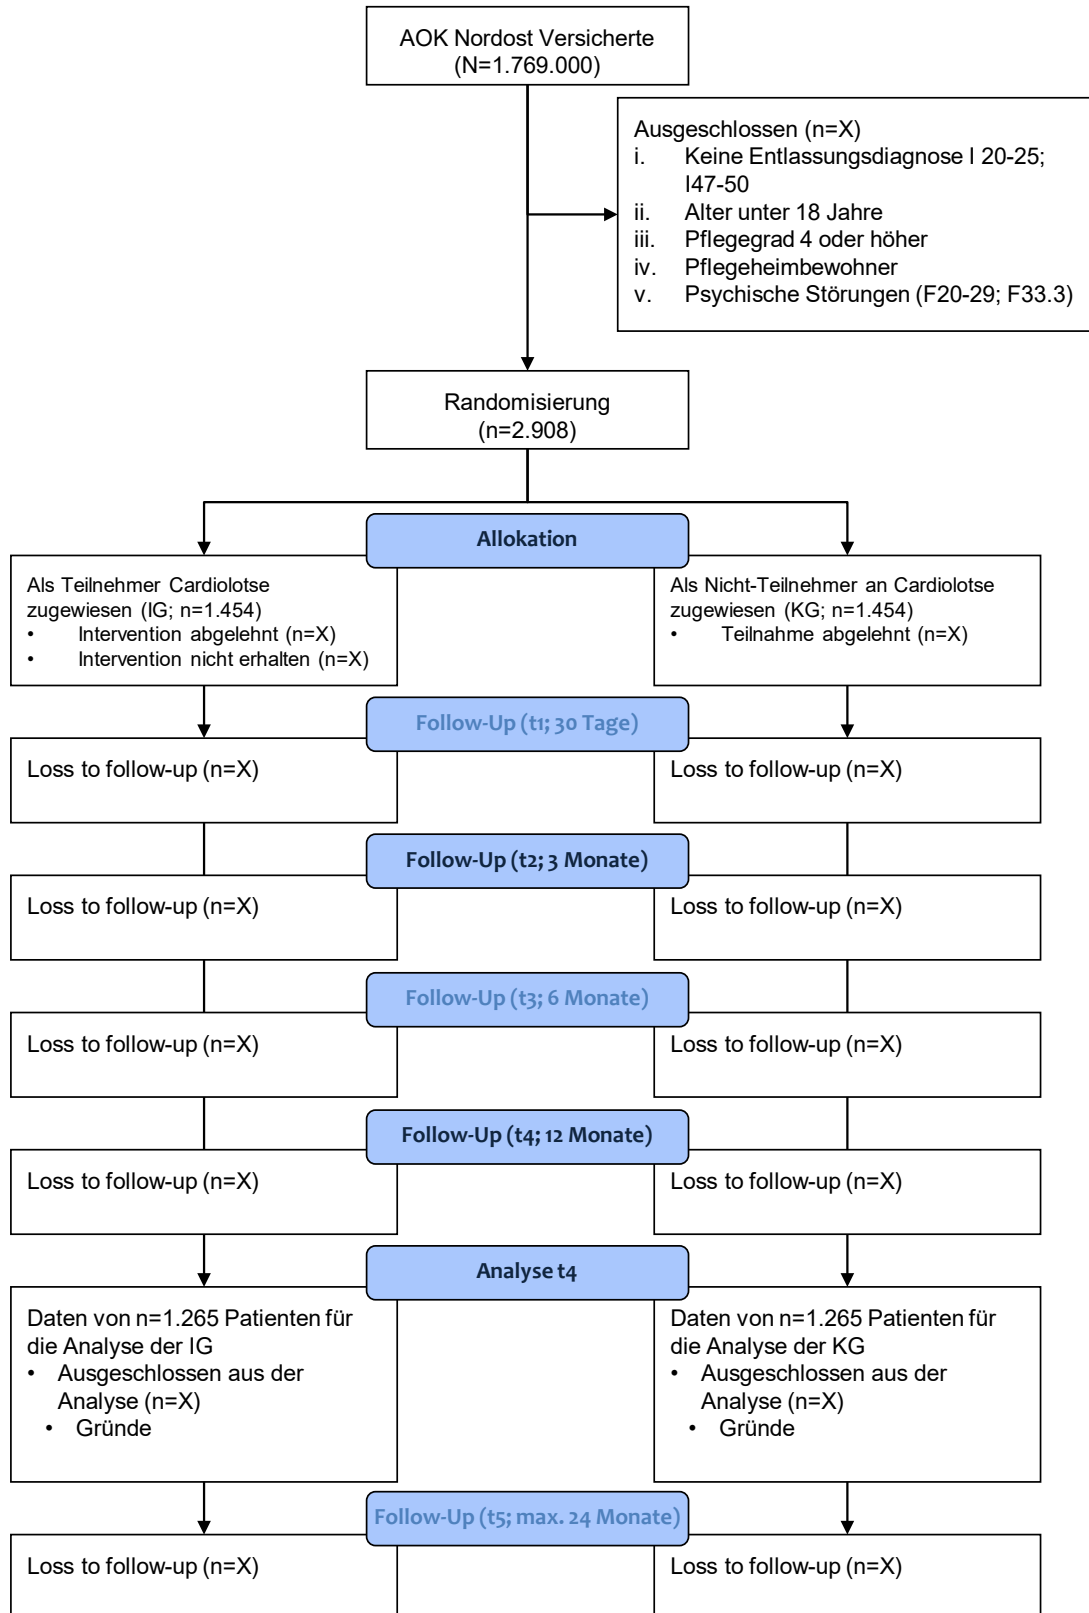 AOK Nordost Versicherte
(N=1.769.000)
Ausgeschlossen (n=X)
i. Keine Entlassungsdiagnose I 20-25;
I47-50
ii. Alter unter 18 Jahre
iii. Pflegegrad 4 oder höher
iv. Pflegeheimbewohner
v. Psychische Störungen (F20-29; F33.3)
Randomisierung
(n=2.908)
Allokation
Als Teilnehmer Cardiolotse
zugewiesen (IG; n=1.454)
• Intervention abgelehnt (n=X)
• Intervention nicht erhalten (n=X)
Als Nicht-Teilnehmer an Cardiolotse
zugewiesen (KG; n=1.454)
• Teilnahme abgelehnt (n=X)
Follow-Up (t1; 30 Tage)
Loss to follow-up (n=X)
Loss to follow-up (n=X)
Follow-Up (t2; 3 Monate)
Loss to follow-up (n=X)
Loss to follow-up (n=X)
Follow-Up (t3; 6 Monate)
Loss to follow-up (n=X)
Loss to follow-up (n=X)
Follow-Up (t4; 12 Monate)
Loss to follow-up (n=X)
Loss to follow-up (n=X)
Analyse t4
Daten von n=1.265 Patienten für
die Analyse der IG
• Ausgeschlossen aus der
Analyse (n=X)
• Gründe
Daten von n=1.265 Patienten für
die Analyse der KG
• Ausgeschlossen aus der
Analyse (n=X)
• Gründe
Follow-Up (t5; max. 24 Monate)
Loss to follow-up (n=X)
Loss to follow-up (n=X)